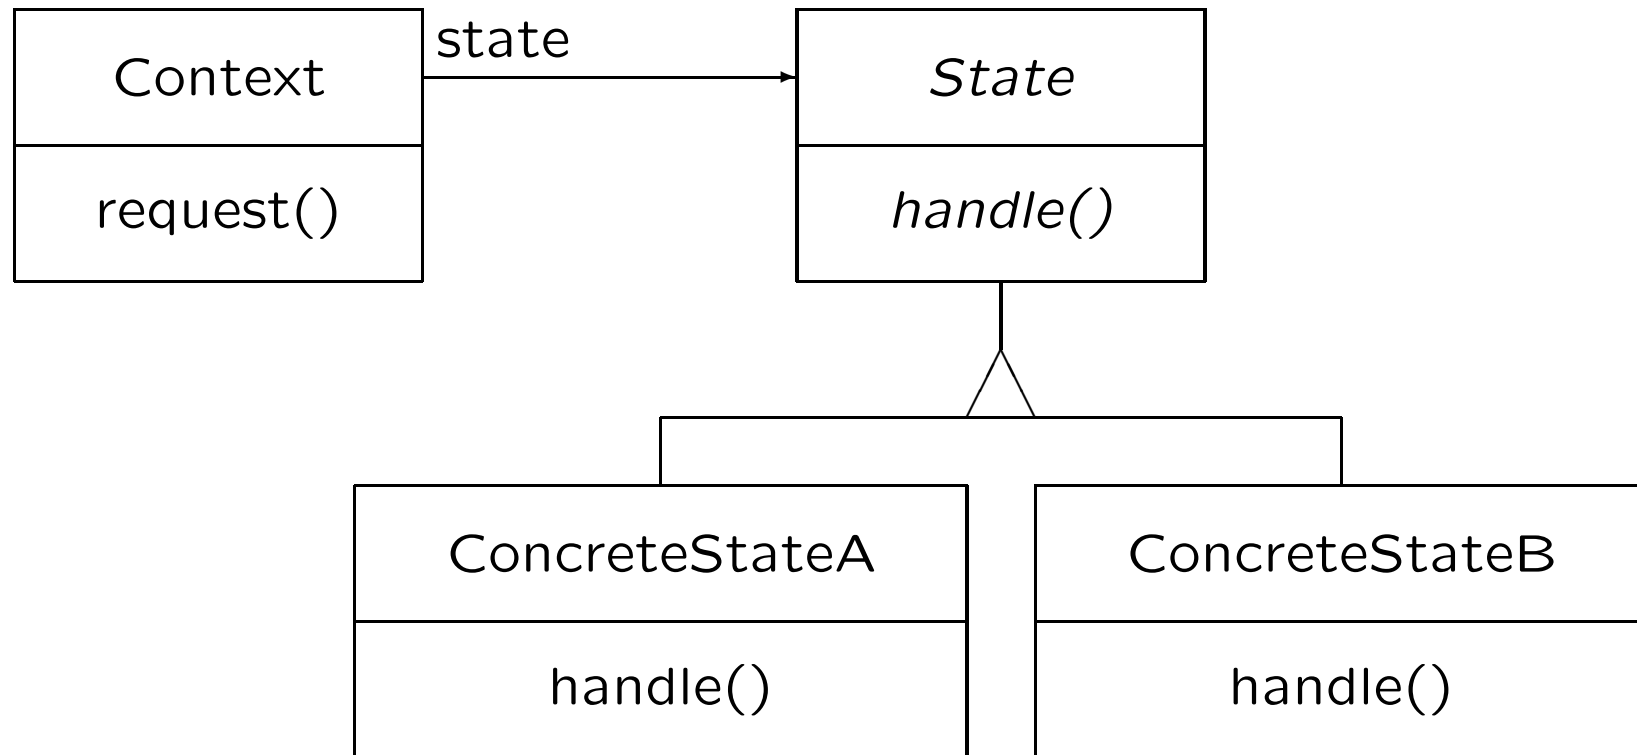 Context
state
State
request()
handle()
ConcreteStateA
ConcreteStateB
handle()
handle()